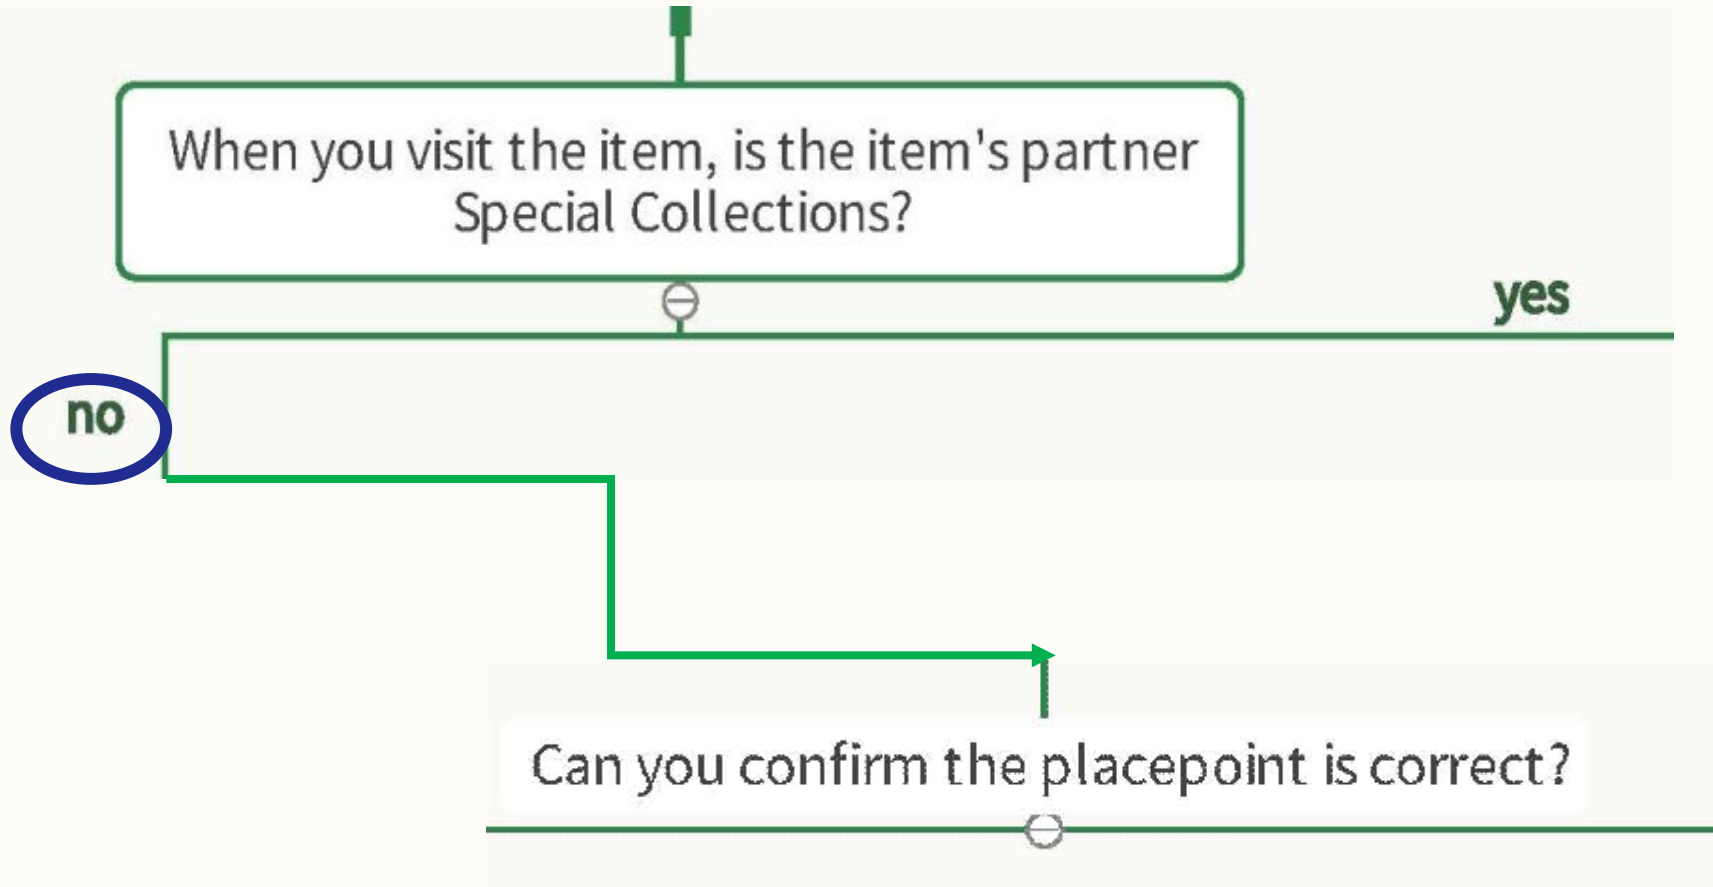 When you visit the item, is the item's partner
Special Collections?
yes
no
Can you confirm the placepoint is correct?